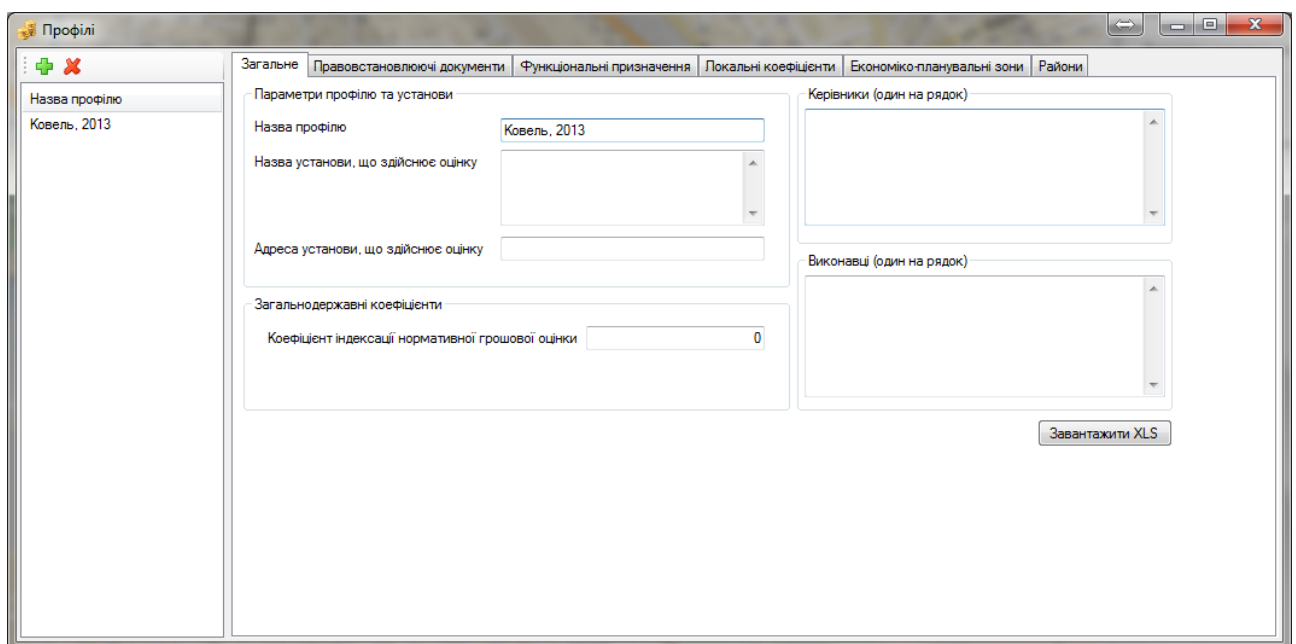 Профілі
Назва профілю
Ковель, 2013
Загальне
Правовстановлюючі документи
Функціональні призначення
Локальні коефіцієнти
Економіко-планувальні зони
Райони
Параметри профілю та установи
Назва профілю
Ковель, 2013
Назва установи, що здійснює оцінку
Адреса установи, що здійснює оцінку
Загальнодержавні коефіцієнти
Коефіцієнт індексації нормативної грошової оцінки
0
Керівники (один на рядок)
Виконавці (один на рядок)
Завантажити XLS